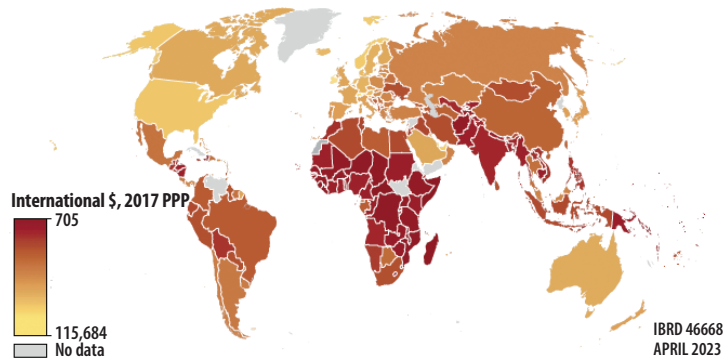 International $, 2017 PPP
705
115,684
No data
IBRD 46668
APRIL 2023